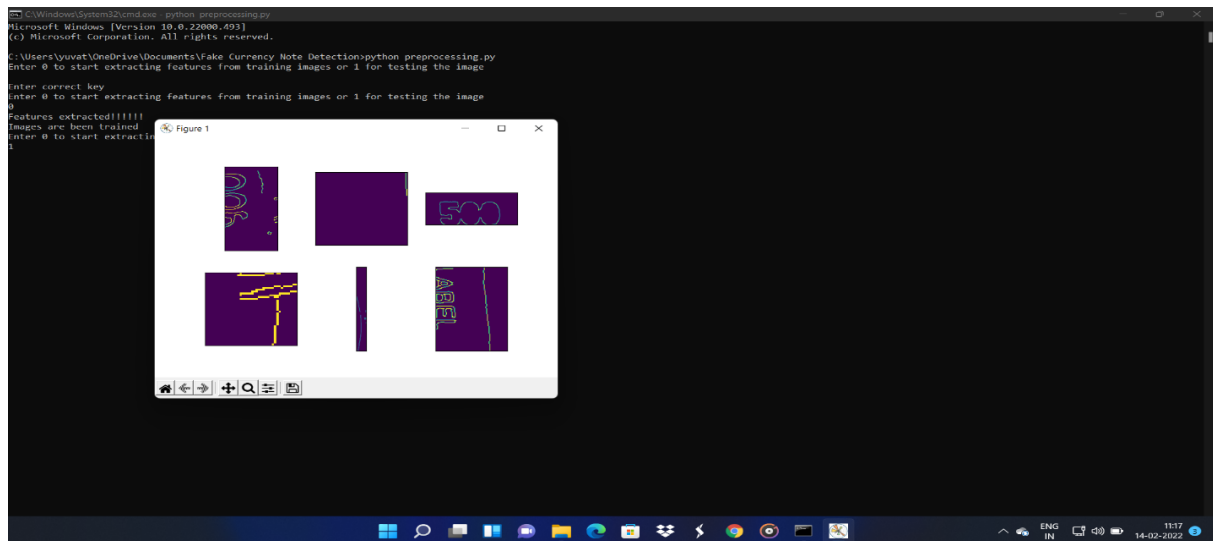 C:\Windows\System32\cmd.exe - python preprocessing.py
Microsoft Windows [Version 10.0.22000.493]
(c) Microsoft Corporation. All rights reserved.
C:\Users\yuvat\OneDrive\Documents\Fake Currency Note Detection>python preprocessing.py
Enter 0 to start extracting features from training images or 1 for testing the image
Enter correct key
Enter 0 to start extracting features from training images or 1 for testing the image
0
Features extracted!!!!!!
Images are been trained
Enter 0 to start extractin
1
Figure 1
500
ABEL
ENG
IN
11:17
14-02-2022
3